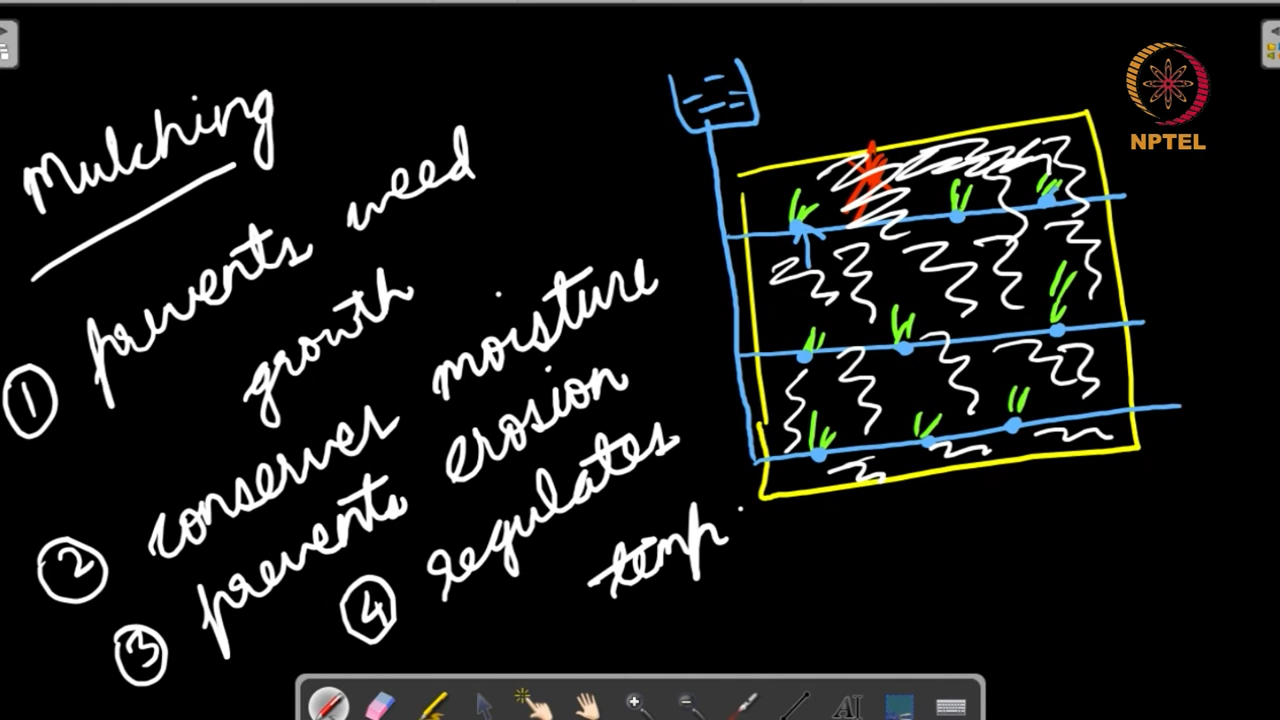 Mulching
① prevents weed
growth
② conserves moisture
③ prevents erosion
④ regulates
temp.
NPTEL